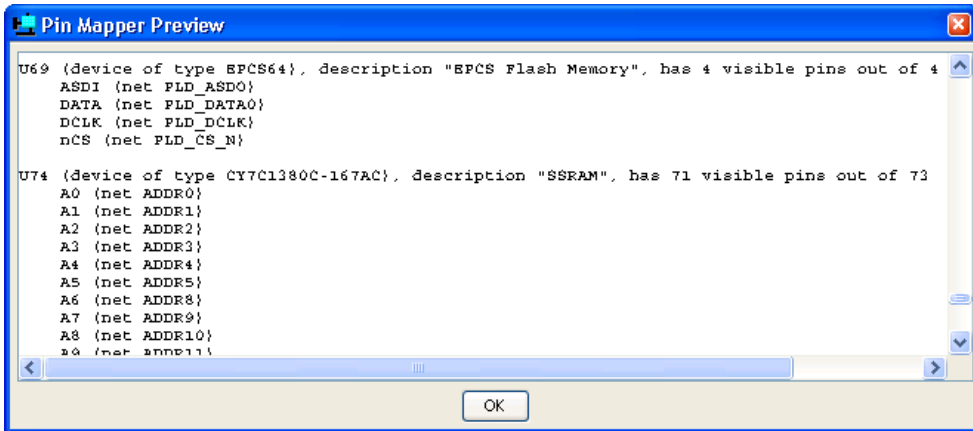 Pin Mapper Preview
U69 (device of type EPCS64), description "EPCS Flash Memory", has 4 visible pins out of 4
ASDI (net PLD_ASDO)
DATA (net PLD_DATA0)
DCLK (net PLD_DCLK)
nCS (net PLD_CS_N)
U74 (device of type CY7C1380C-167AC), description "SSRAM", has 71 visible pins out of 73
A0 (net ADDR0)
A1 (net ADDR1)
A2 (net ADDR2)
A3 (net ADDR3)
A4 (net ADDR4)
A5 (net ADDR5)
A6 (net ADDR8)
A7 (net ADDR9)
A8 (net ADDR10)
A9 (net ADDR11)
OK